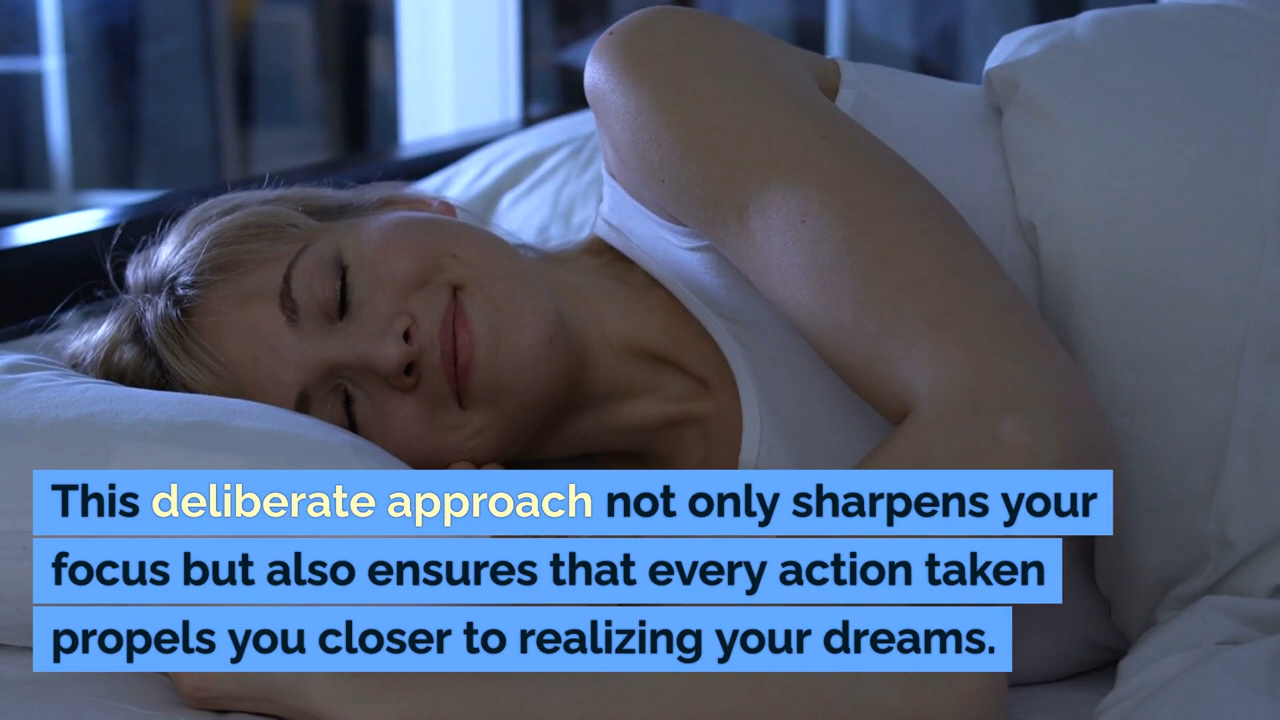 This deliberate approach not only sharpens your
focus but also ensures that every action taken
propels you closer to realizing your dreams.